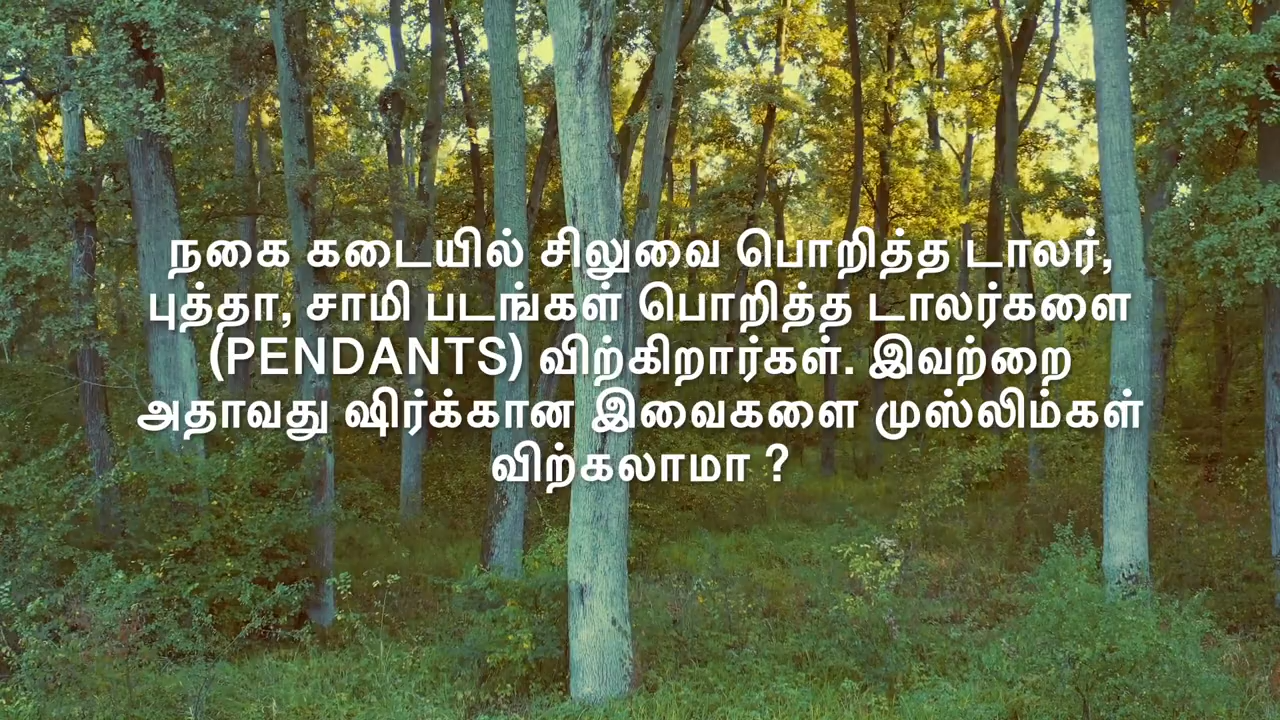 நகை கடையில் சிலுவை பொறித்த டாலர்,
புத்தா, சாமி படங்கள் பொறித்த டாலர்களை
(PENDANTS) விற்கிறார்கள். இவற்றை
அதாவது ஷிர்க்கான இவைகளை முஸ்லிம்கள்
விற்கலாமா ?